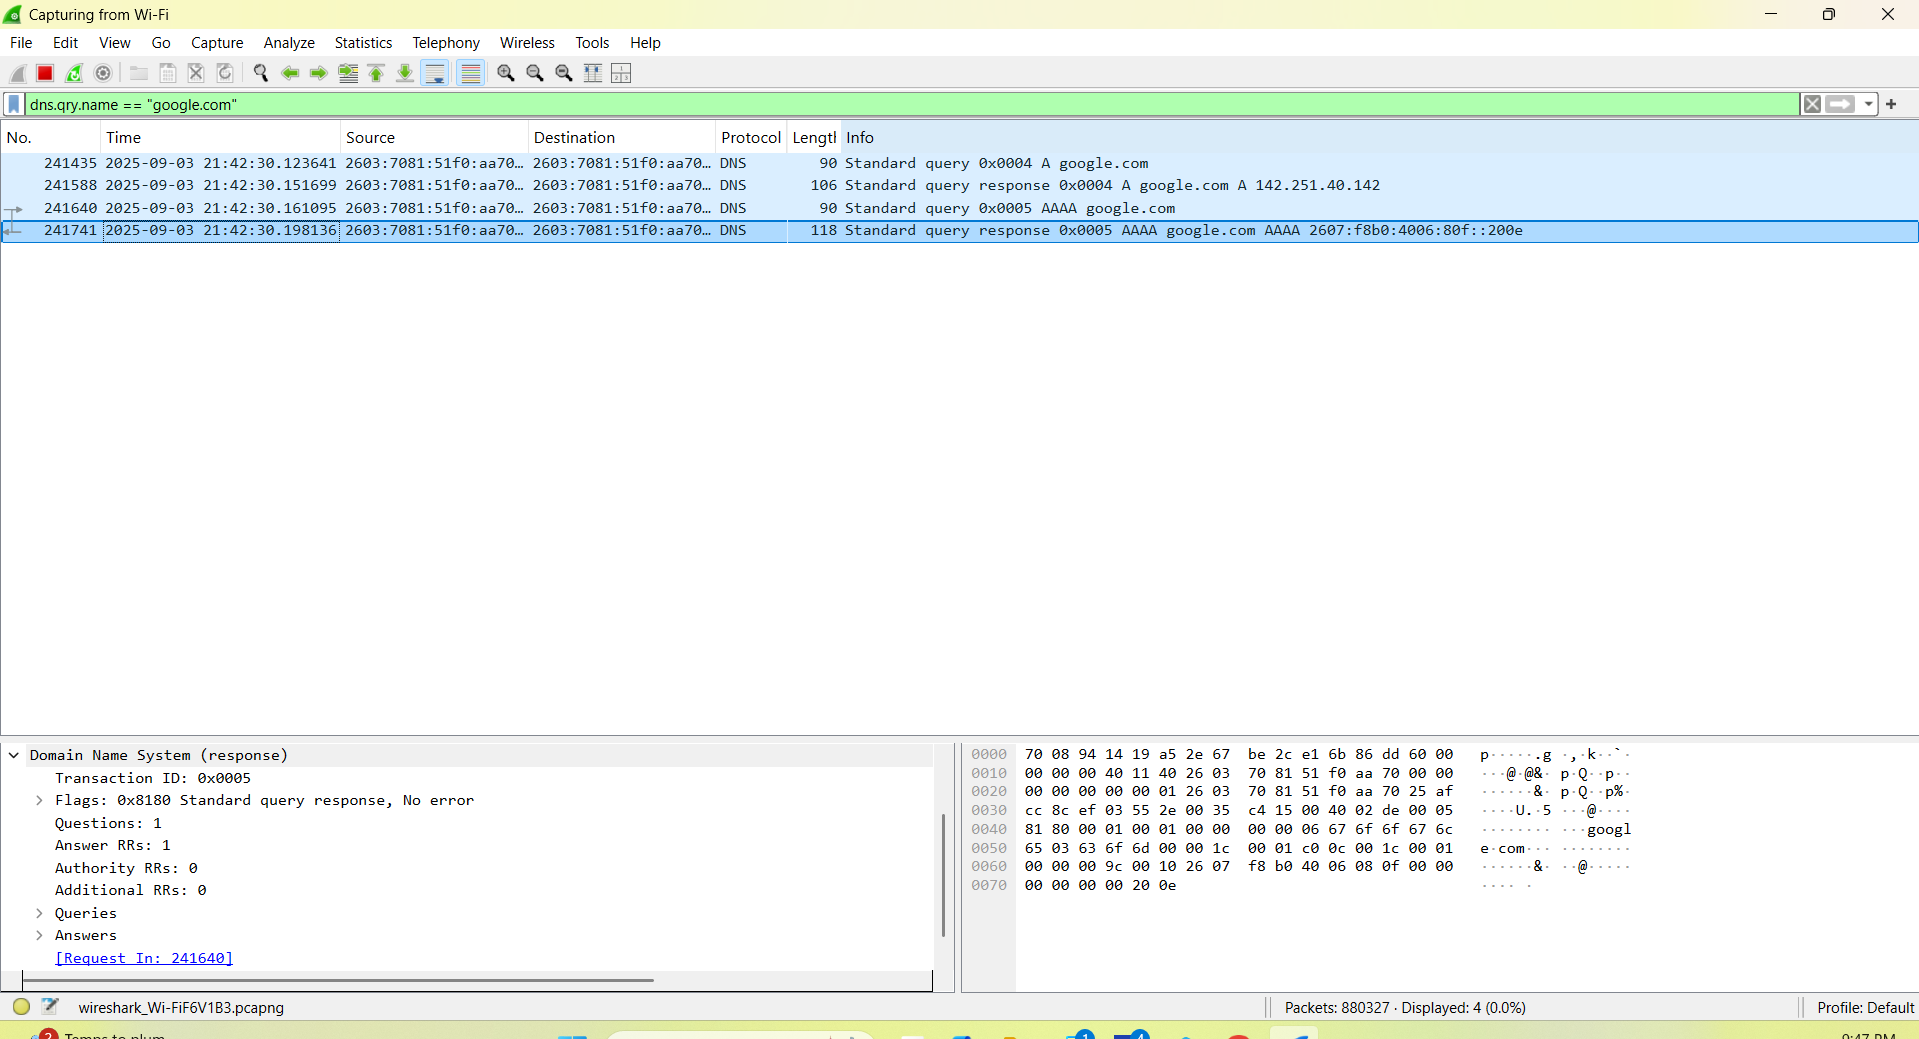 Capturing from Wi-Fi
File Edit View Go Capture Analyze Statistics Telephony Wireless Tools Help
dns.qry.name == "google.com"
No. Time Source Destination Protocol Lengtl Info
241435 2025-09-03 21:42:30.123641 2603:7081:51f0:aa70… 2603:7081:51f0:aa70… DNS 90 Standard query 0x0004 A google.com
241588 2025-09-03 21:42:30.151699 2603:7081:51f0:aa70… 2603:7081:51f0:aa70… DNS 106 Standard query response 0x0004 A google.com A 142.251.40.142
241640 2025-09-03 21:42:30.161095 2603:7081:51f0:aa70… 2603:7081:51f0:aa70… DNS 90 Standard query 0x0005 AAAA google.com
241741 2025-09-03 21:42:30.198136 2603:7081:51f0:aa70… 2603:7081:51f0:aa70… DNS 118 Standard query response 0x0005 AAAA google.com AAAA 2607:f8b0:4006:80f::200e
Domain Name System (response)
Transaction ID: 0x0005
Flags: 0x8180 Standard query response, No error
Questions: 1
Answer RRs: 1
Authority RRs: 0
Additional RRs: 0
Queries
Answers
[Request In: 241640]
0000 70 08 94 14 19 a5 2e 67 be 2c e1 6b 86 dd 60 00 p·····.g ·,·k··`·
0010 00 00 00 40 11 40 26 03 70 81 51 f0 aa 70 00 00 ···@·@&· p·Q··p··
0020 00 00 00 00 00 01 26 03 70 81 51 f0 aa 70 25 af ······&· p·Q··p%·
0030 cc 8c ef 03 55 2e 00 35 c4 15 00 40 02 de 00 05 ····U.·5 ···@····
0040 81 80 00 01 00 01 00 00 00 00 06 67 6f 6f 67 6c ········ ···googl
0050 65 03 63 6f 6d 00 00 1c 00 01 c0 0c 00 1c 00 01 e·com··· ········
0060 00 00 00 9c 00 10 26 07 f8 b0 40 06 08 0f 00 00 ······&· ··@·····
0070 00 00 00 00 20 0e ···· ·
wireshark_Wi-FiF6V1B3.pcapng Packets: 880327 · Displayed: 4 (0.0%) Profile: Default
2 Temps to plum 1 4 9:47 PM